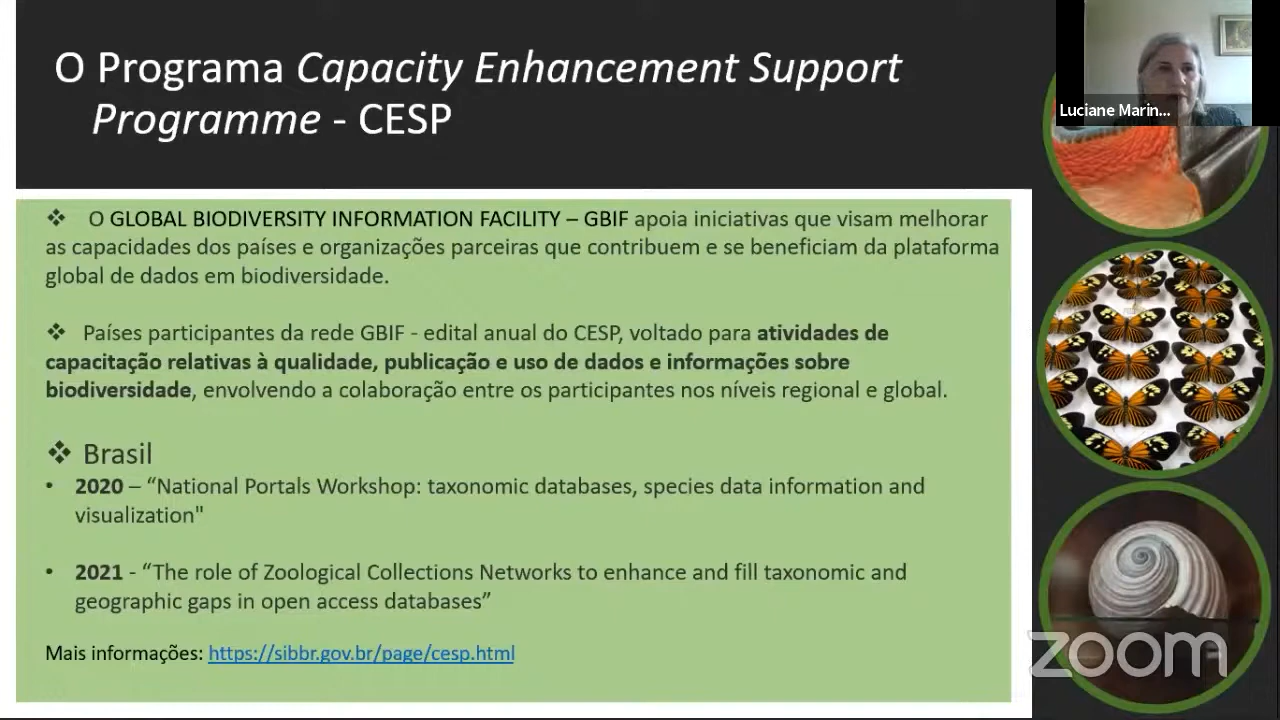 O Programa Capacity Enhancement Support
Programme - CESP
Luciane Marin...
❖ O GLOBAL BIODIVERSITY INFORMATION FACILITY – GBIF apoia iniciativas que visam melhorar
as capacidades dos países e organizações parceiras que contribuem e se beneficiam da plataforma
global de dados em biodiversidade.
❖ Países participantes da rede GBIF - edital anual do CESP, voltado para atividades de
capacitação relativas à qualidade, publicação e uso de dados e informações sobre
biodiversidade, envolvendo a colaboração entre os participantes nos níveis regional e global.
❖ Brasil
• 2020 – “National Portals Workshop: taxonomic databases, species data information and
visualization"
• 2021 - “The role of Zoological Collections Networks to enhance and fill taxonomic and
geographic gaps in open access databases”
Mais informações: https://sibbr.gov.br/page/cesp.html
zoom